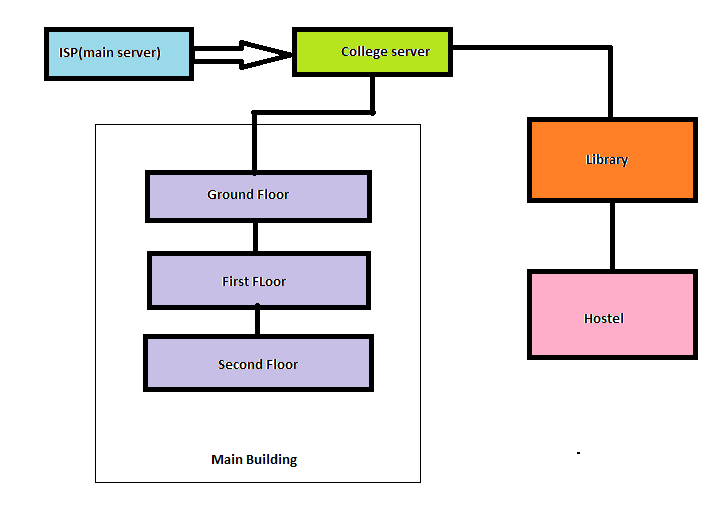 ISP(main server)
College server
Library
Ground Floor
First FLoor
Hostel
Second Floor
Main Building